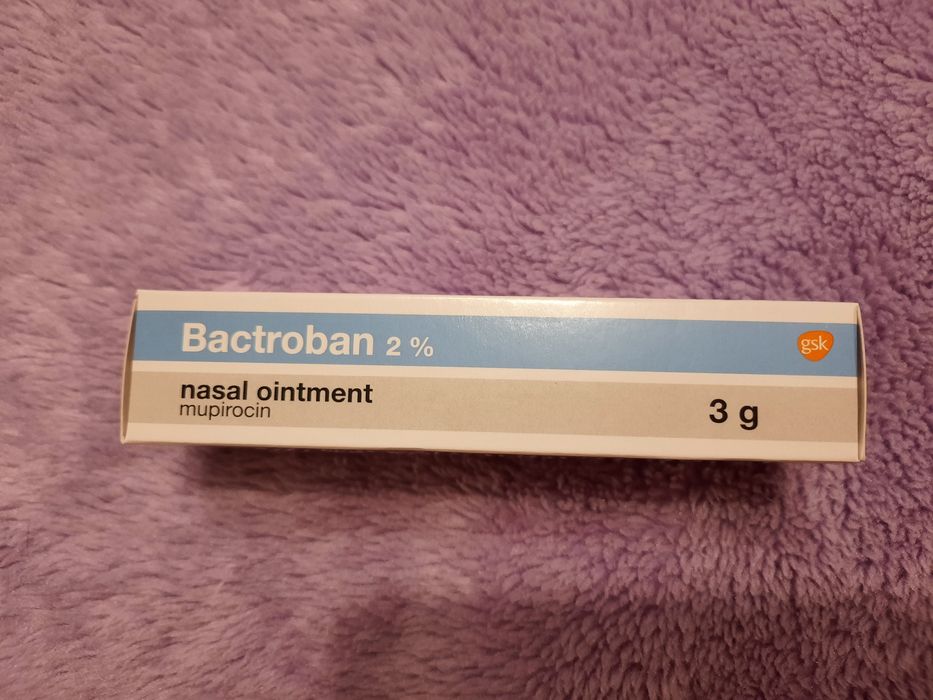 Bactroban 2 %
gsk
nasal ointment
mupirocin
3 g